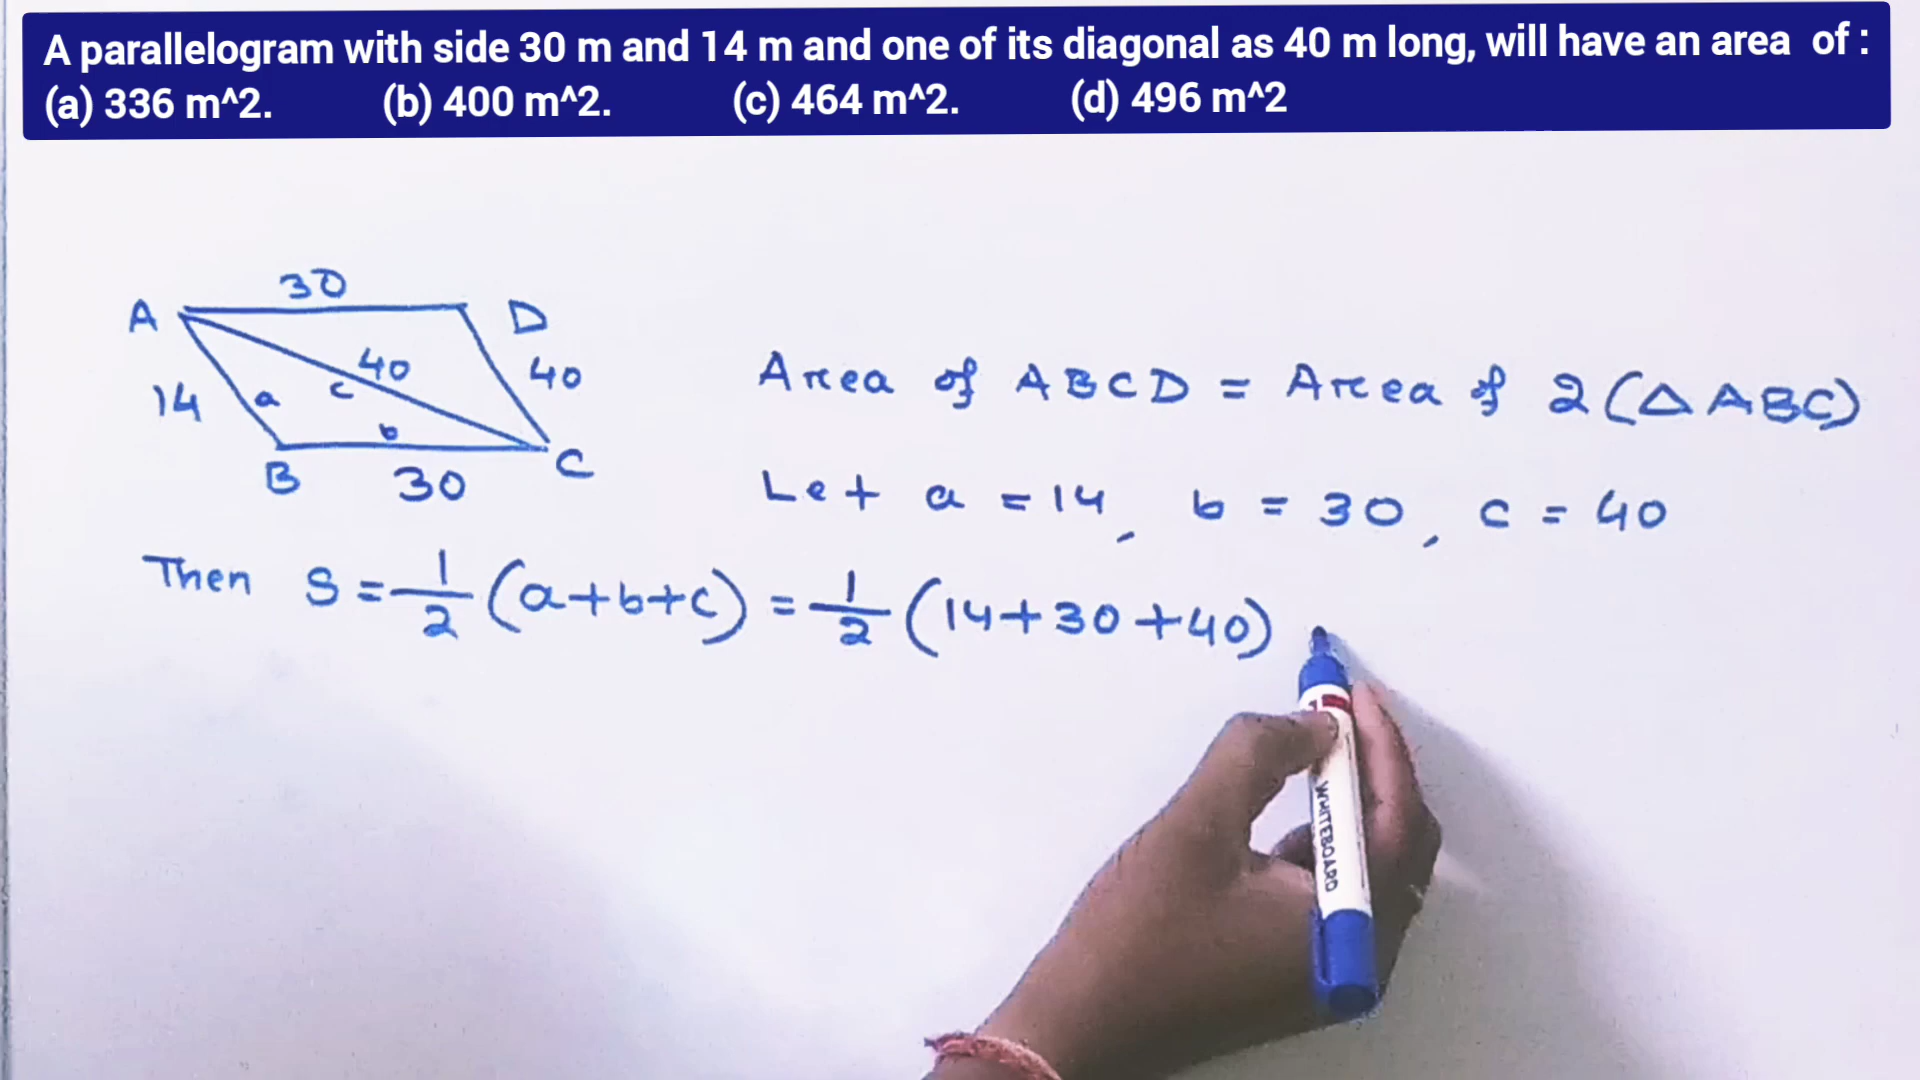 A parallelogram with side 30 m and 14 m and one of its diagonal as 40 m long, will have an area of :
(a) 336 m^2. (b) 400 m^2. (c) 464 m^2. (d) 496 m^2
30
A D
40 40
14 a c
b
B 30 C
Area of ABCD = Area of 2(△ABC)
Let a = 14, b = 30, c = 40
Then S = 1/2 (a+b+c) = 1/2 (14+30+40)
WHITEBOARD